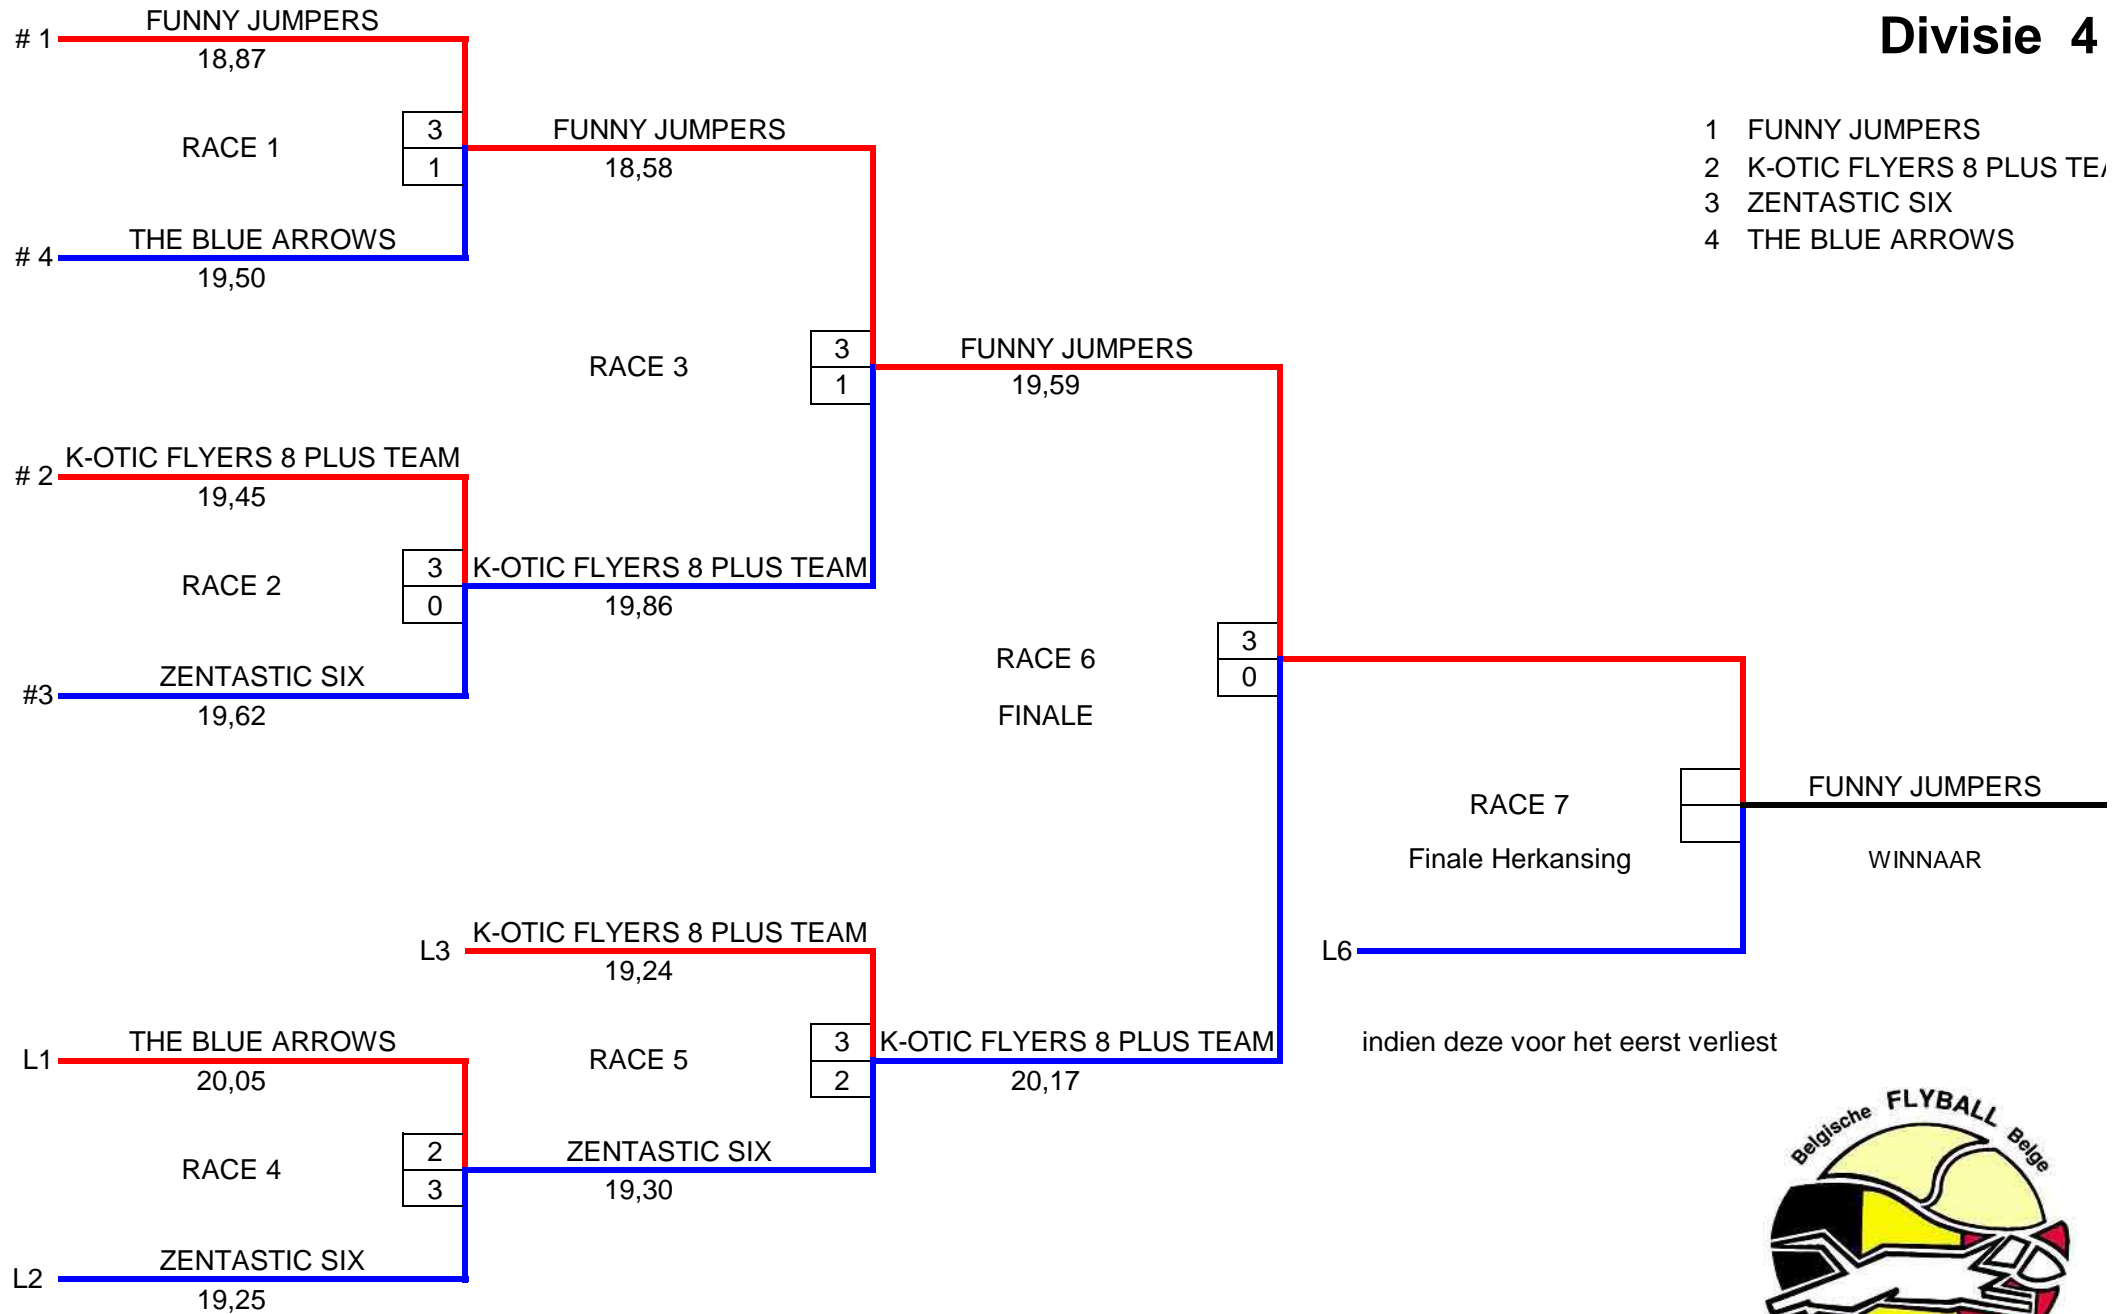 Divisie 4
1 FUNNY JUMPERS
2 K-OTIC FLYERS 8 PLUS TEA
3 ZENTASTIC SIX
4 THE BLUE ARROWS
# 1
FUNNY JUMPERS
18,87
RACE 1
3
1
# 4
THE BLUE ARROWS
19,50
FUNNY JUMPERS
18,58
RACE 3
3
1
FUNNY JUMPERS
19,59
# 2
K-OTIC FLYERS 8 PLUS TEAM
19,45
RACE 2
3
0
K-OTIC FLYERS 8 PLUS TEAM
19,86
#3
ZENTASTIC SIX
19,62
RACE 6
FINALE
3
0
RACE 7
Finale Herkansing
FUNNY JUMPERS
WINNAAR
L6
indien deze voor het eerst verliest
L3
K-OTIC FLYERS 8 PLUS TEAM
19,24
RACE 5
3
2
K-OTIC FLYERS 8 PLUS TEAM
20,17
L1
THE BLUE ARROWS
20,05
RACE 4
2
3
ZENTASTIC SIX
19,30
L2
ZENTASTIC SIX
19,25
Belgische FLYBALL Belge